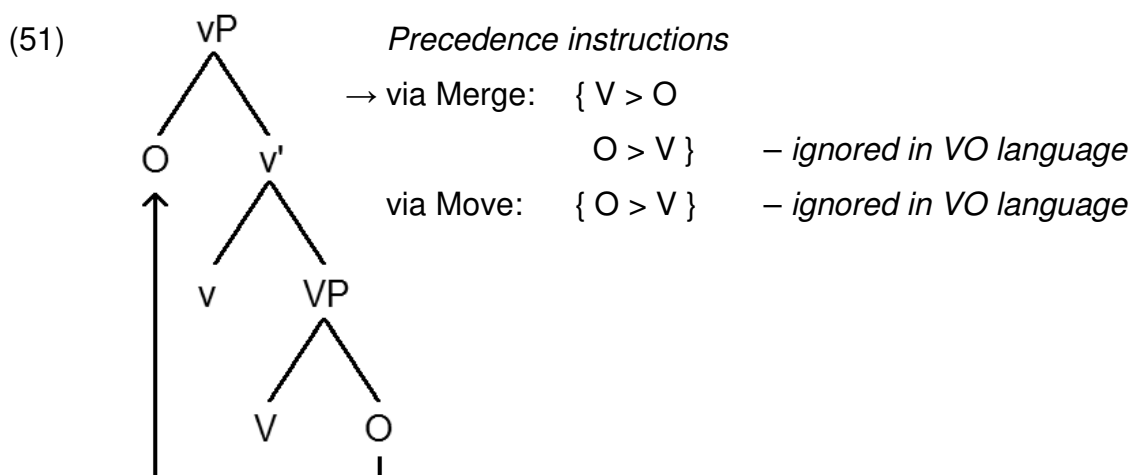 (51) vP Precedence instructions
→ via Merge: { V > O
O v' O > V } – ignored in VO language
via Move: { O > V } – ignored in VO language
v VP
V O